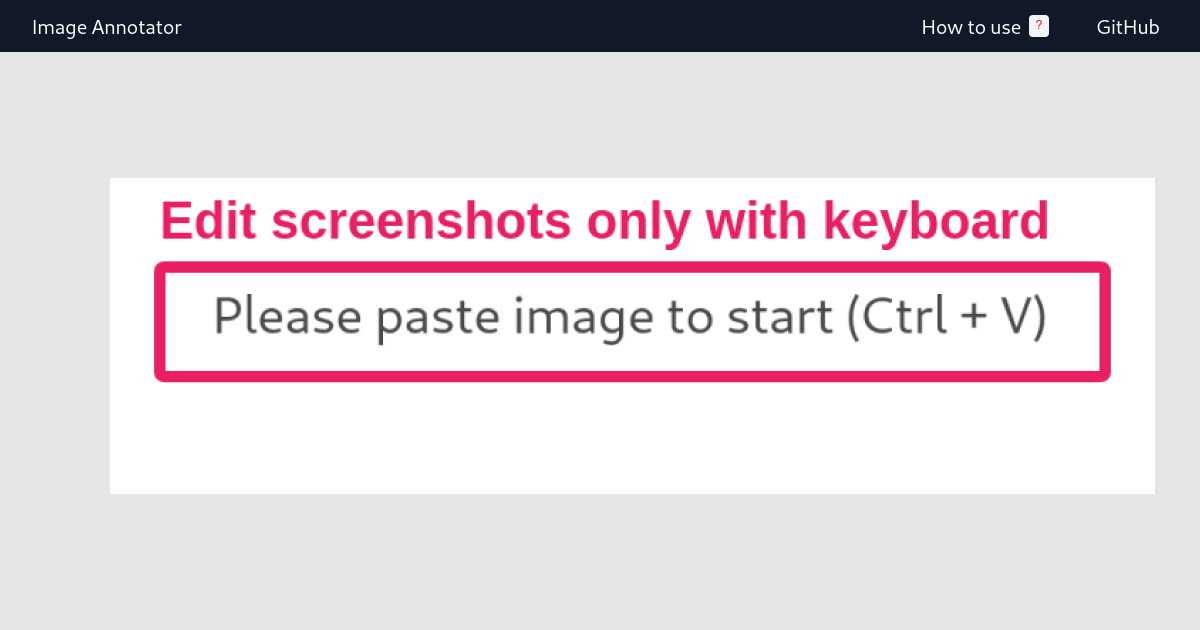 Image Annotator
How to use ?
GitHub
Edit screenshots only with keyboard
Please paste image to start (Ctrl + V)